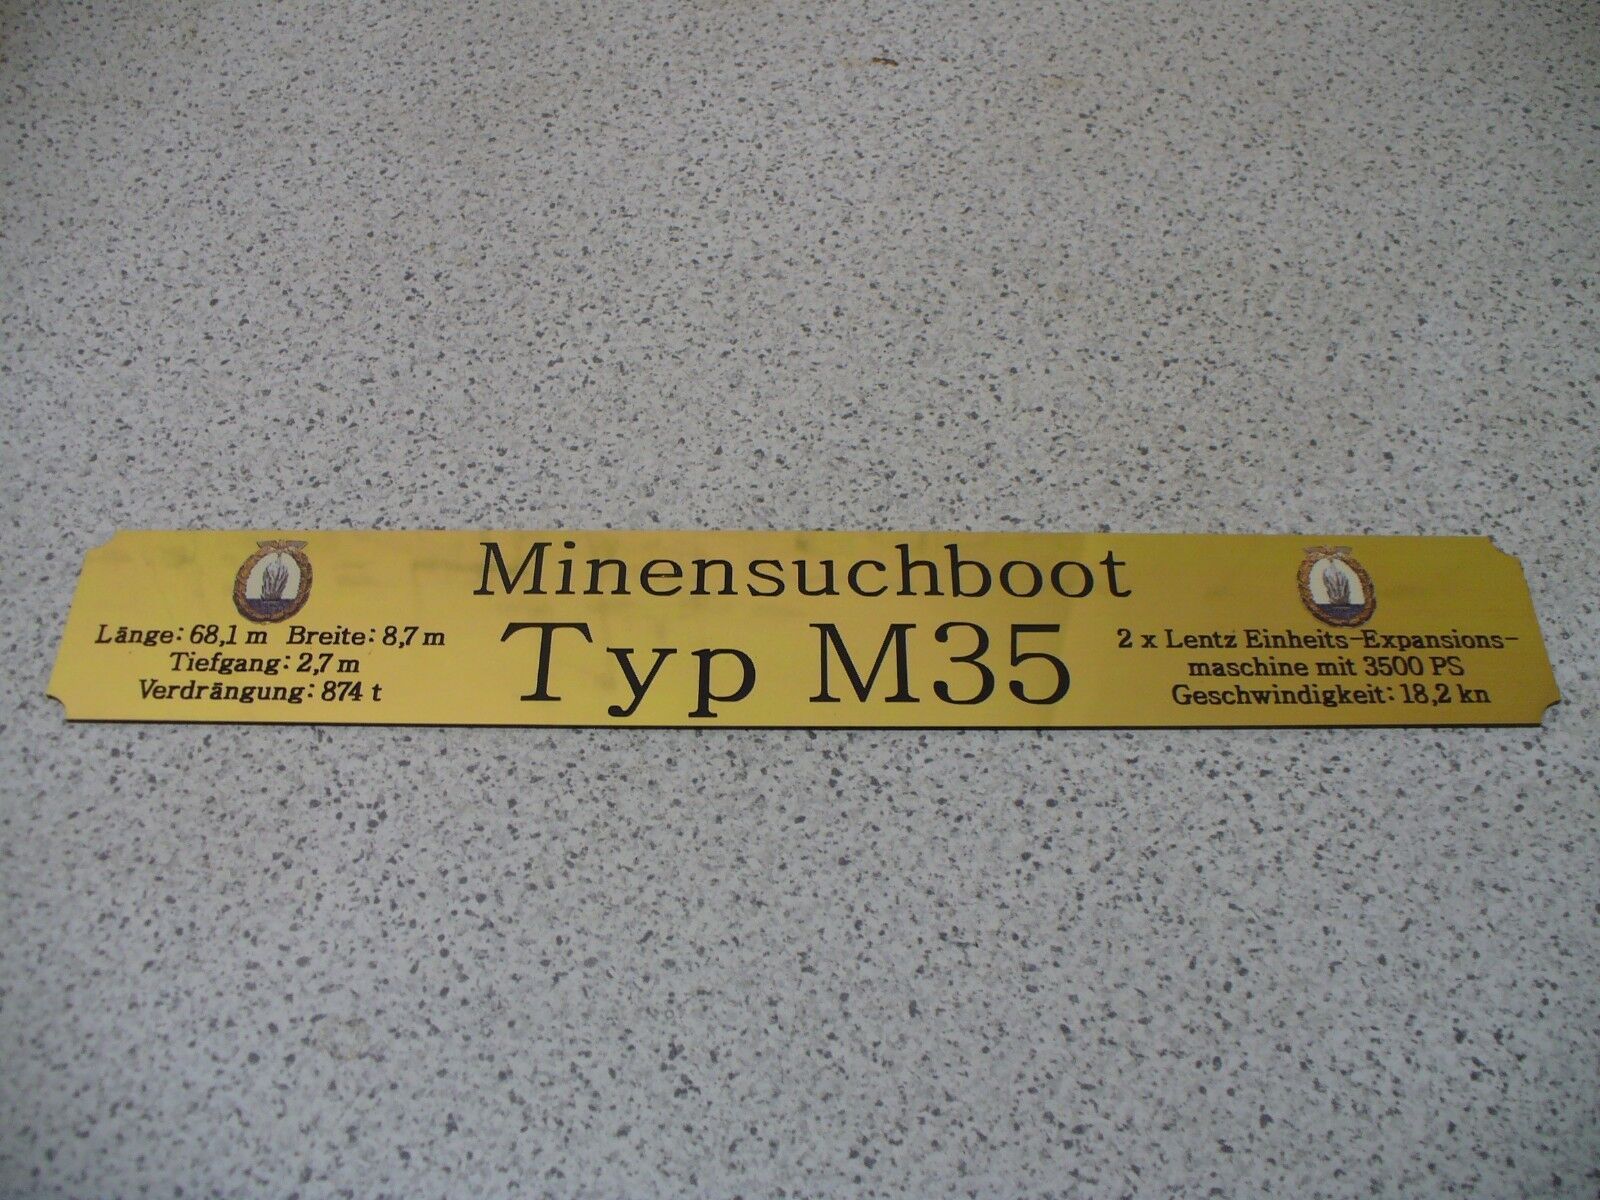 Minensuchboot
Typ M35
Länge: 68,1 m Breite: 8,7 m
Tiefgang: 2,7 m
Verdrängung: 874 t
2 x Lentz Einheits-Expansions-
maschine mit 3500 PS
Geschwindigkeit: 18,2 kn